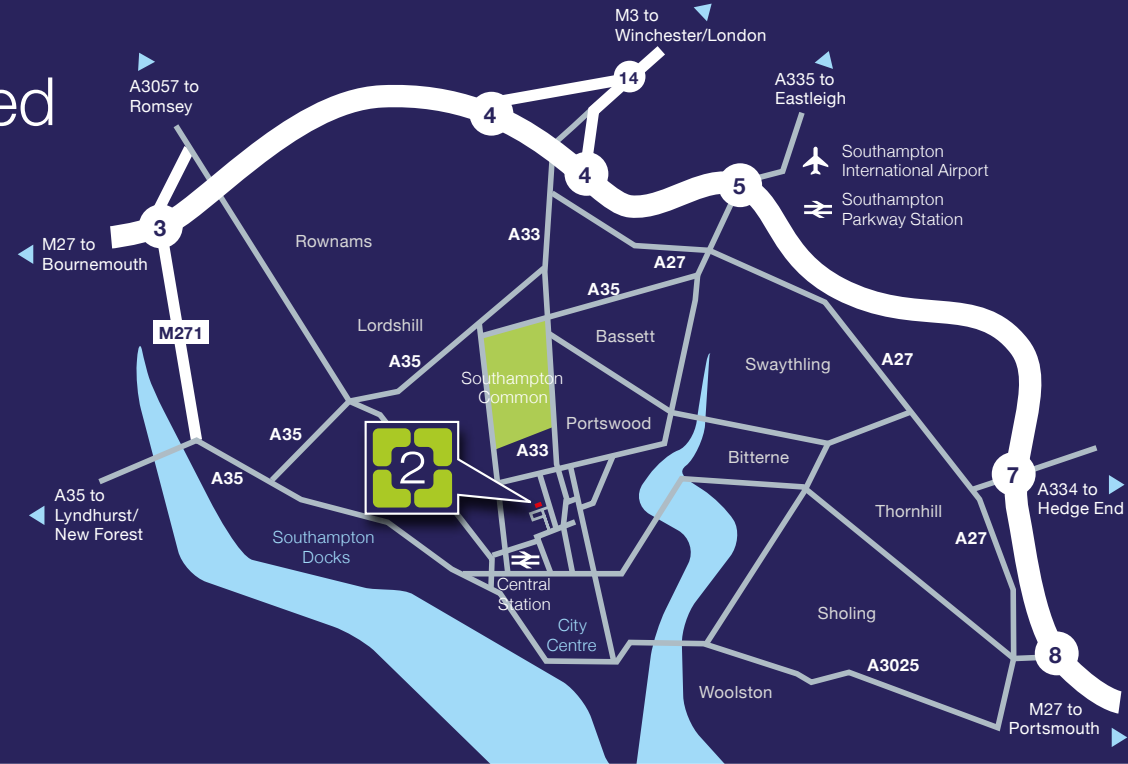 M3 to
Winchester/London
A3057 to
Romsey
ed
14
A335 to
Eastleigh
4
4
5
Southampton
International Airport
Southampton
Parkway Station
3
M27 to
Bournemouth
Rownams
A33
A27
A35
M271
Lordshill
Bassett
A35
Swaythling
A27
Southampton
Common
Portswood
A35
A33
Bitterne
2
A35
7
A35 to
Lyndhurst/
New Forest
A334 to
Hedge End
Thornhill
A27
Southampton
Docks
Central
Station
City
Centre
Sholing
8
A3025
Woolston
M27 to
Portsmouth